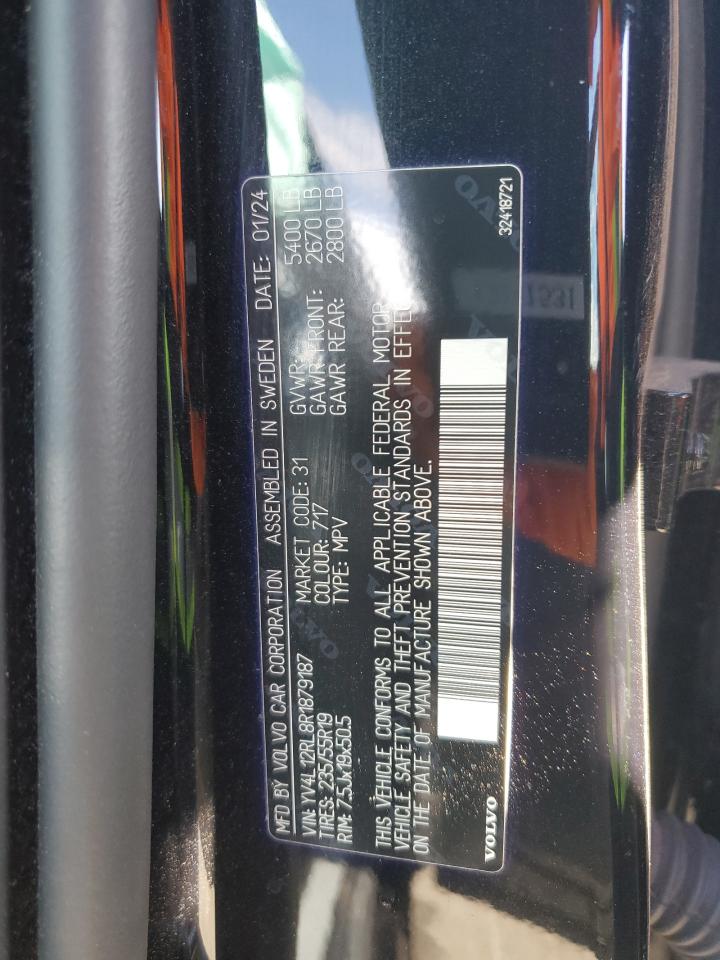 MFD BY VOLVO CAR CORPORATION ASSEMBLED IN SWEDEN DATE: 01/24
VIN: YV4L12RL8R1879187 MARKET CODE: 31 GVWR: 5400 LB
TIRES: 235/55R19 COLOUR: 717 GAWR FRONT: 2670 LB
RIM: 7.5Jx19x50.5 TYPE: MPV GAWR REAR: 2800 LB
THIS VEHICLE CONFORMS TO ALL APPLICABLE FEDERAL MOTOR
VEHICLE SAFETY AND THEFT PREVENTION STANDARDS IN EFFECT
ON THE DATE OF MANUFACTURE SHOWN ABOVE.
VOLVO 32418721